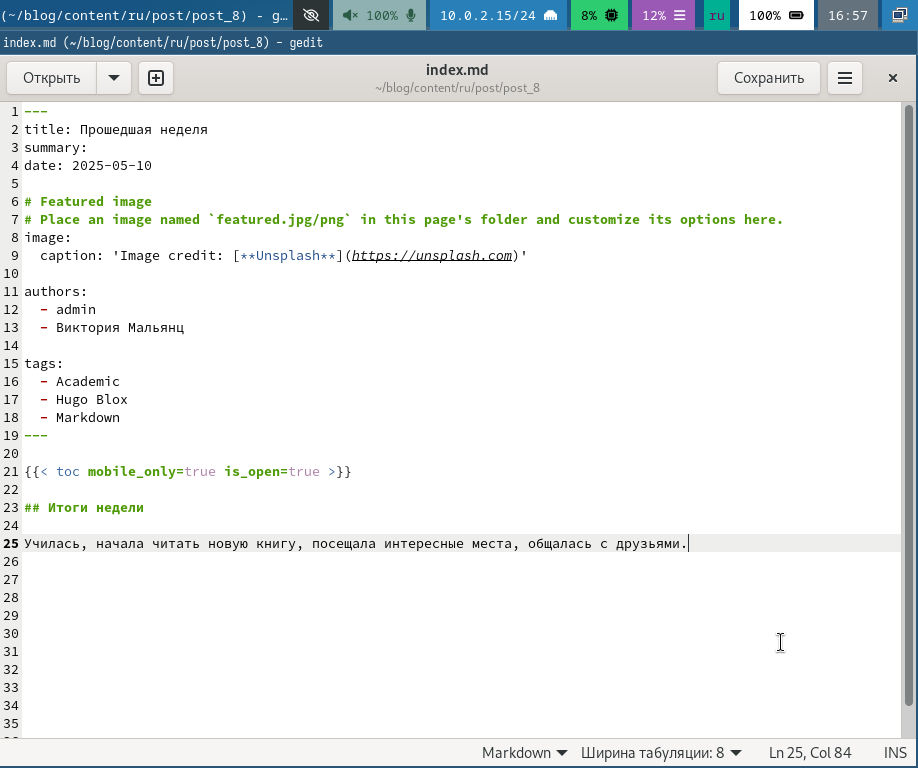 (~/blog/content/ru/post/post_8) - g… 100% 10.0.2.15/24 8% 12% ru 100% 16:57
index.md (~/blog/content/ru/post/post_8) - gedit
Открыть index.md Сохранить
~/blog/content/ru/post/post_8
1 ---
2 title: Прошедшая неделя
3 summary:
4 date: 2025-05-10
5
6 # Featured image
7 # Place an image named `featured.jpg/png` in this page's folder and customize its options here.
8 image:
9   caption: 'Image credit: [**Unsplash**](https://unsplash.com)'
10
11 authors:
12   - admin
13   - Виктория Мальянц
14
15 tags:
16   - Academic
17   - Hugo Blox
18   - Markdown
19 ---
20
21 {{< toc mobile_only=true is_open=true >}}
22
23 ## Итоги недели
24
25 Училась, начала читать новую книгу, посещала интересные места, общалась с друзьями.
26
27
28
29
30
31
32
33
34
35
Markdown Ширина табуляции: 8 Ln 25, Col 84 INS